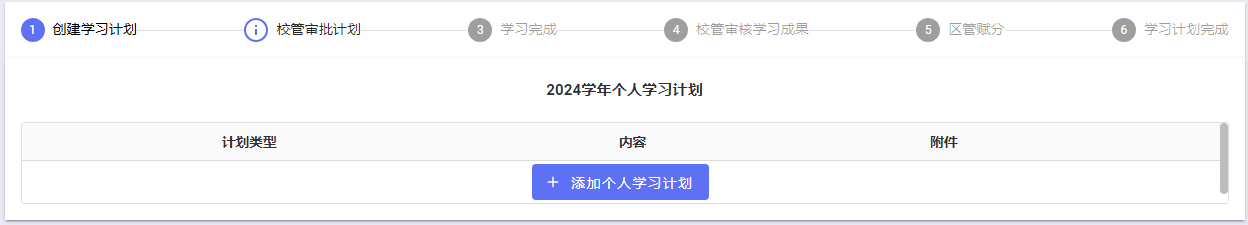 1 创建学习计划 校管审批计划 3 学习完成 4 校管审核学习成果 5 区管赋分 6 学习计划完成
2024学年个人学习计划
计划类型 内容 附件
+ 添加个人学习计划